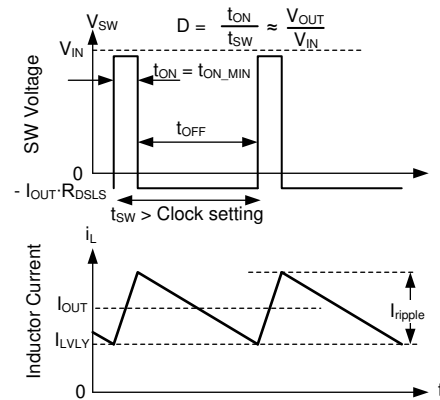 V_SW
D = t_ON / t_SW ≈ V_OUT / V_IN
V_IN
t_ON = t_ON_MIN
SW Voltage
t_OFF
0
- I_OUT·R_DSLS
t_SW > Clock setting
i_L
Inductor Current
I_OUT
I_ripple
I_LVLY
0
t